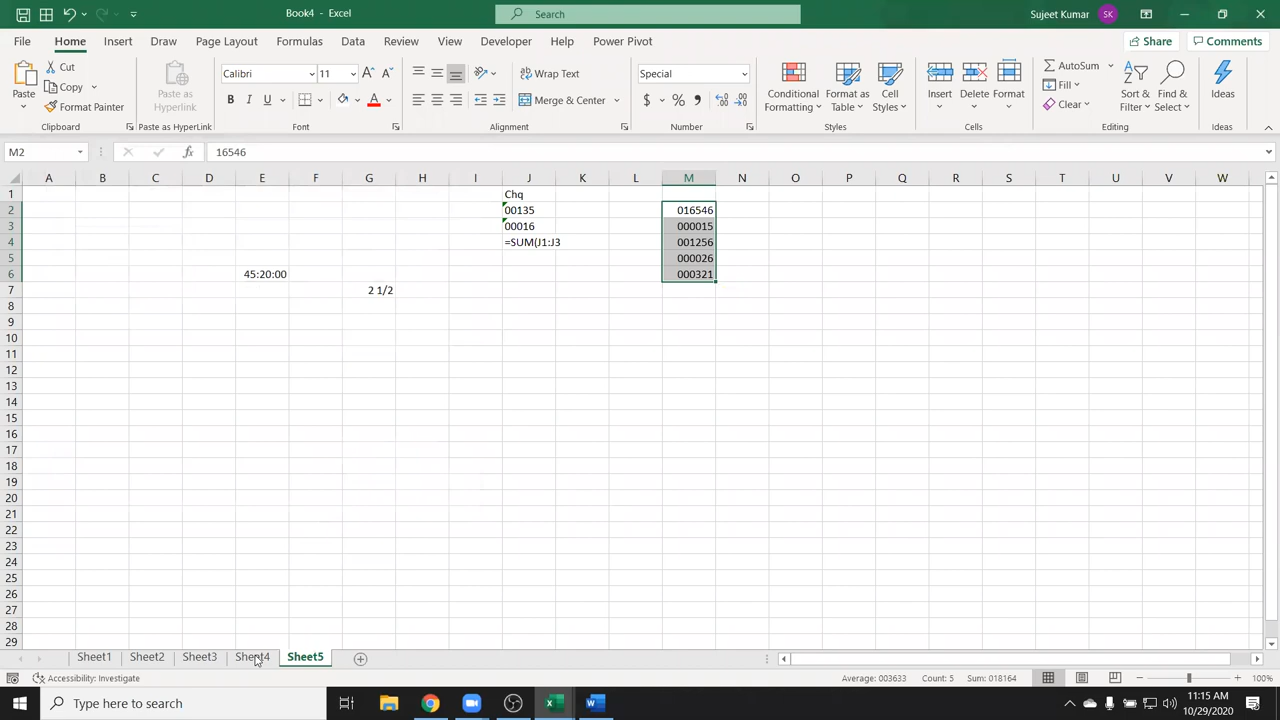 Book4 - Excel
Search
Sujeet Kumar
SK
File Home Insert Draw Page Layout Formulas Data Review View Developer Help Power Pivot
Share
Comments
Paste
Cut
Copy
Format Painter
Clipboard
Paste as Hyperlink
Paste as HyperLink
Calibri
11
B I U
Font
Wrap Text
Merge & Center
Alignment
Special
$ % ,
Number
Conditional Formatting
Format as Table
Cell Styles
Styles
Insert
Delete
Format
Cells
AutoSum
Fill
Clear
Sort & Filter
Find & Select
Editing
Ideas
Ideas
M2
fx
16546
A B C D E F G H I J K L M N O P Q R S T U V W
1 Chq
2 00135 016546
3 00016 000015
4 =SUM(J1:J3 001256
5 000026
6 45:20:00 000321
7 2 1/2
8
9
10
11
12
13
14
15
16
17
18
19
20
21
22
23
24
25
26
27
28
29
Sheet1 Sheet2 Sheet3 Sheet4 Sheet5
Accessibility: Investigate
Average: 003633 Count: 5 Sum: 018164
100%
Type here to search
11:15 AM
10/29/2020